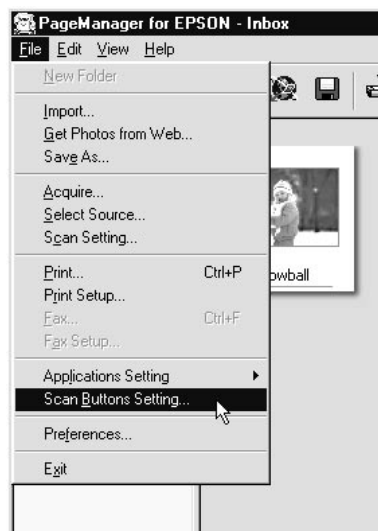 PageManager for EPSON - Inbox
File Edit View Help
New Folder
Import...
Get Photos from Web...
Save As...
Acquire...
Select Source...
Scan Setting...
Print... Ctrl+P
Print Setup...
Fax... Ctrl+F
Fax Setup...
Applications Setting
Scan Buttons Setting...
Preferences...
Exit
owball